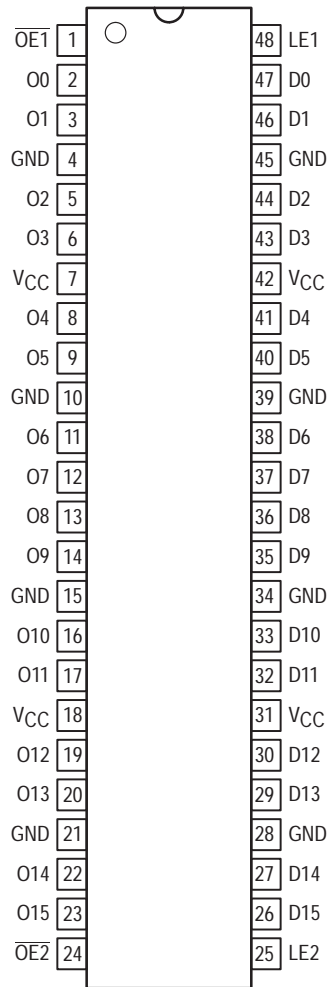 OE1 1 48 LE1
O0 2 47 D0
O1 3 46 D1
GND 4 45 GND
O2 5 44 D2
O3 6 43 D3
VCC 7 42 VCC
O4 8 41 D4
O5 9 40 D5
GND 10 39 GND
O6 11 38 D6
O7 12 37 D7
O8 13 36 D8
O9 14 35 D9
GND 15 34 GND
O10 16 33 D10
O11 17 32 D11
VCC 18 31 VCC
O12 19 30 D12
O13 20 29 D13
GND 21 28 GND
O14 22 27 D14
O15 23 26 D15
OE2 24 25 LE2